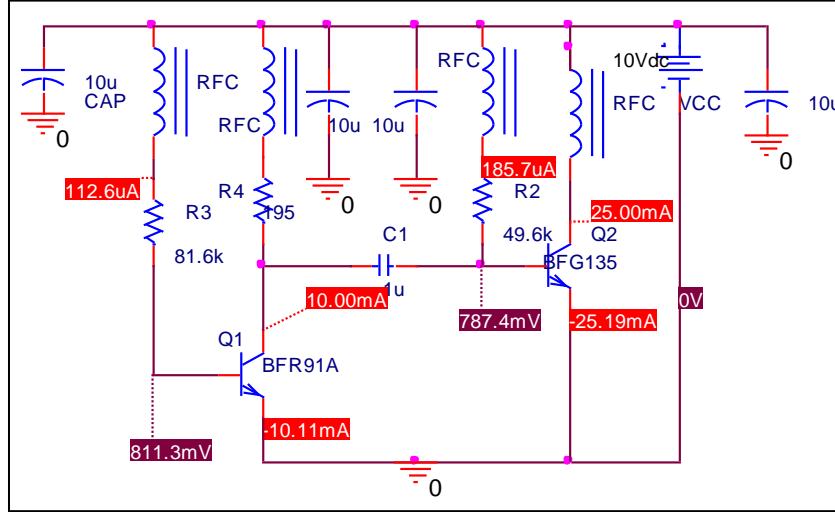 10u
CAP
0
RFC
RFC
10u
10u
RFC
10Vdc
RFC
VCC
10u
0
0
0
112.6uA
R3
81.6k
R4
195
185.7uA
R2
49.6k
25.00mA
Q2
BFG135
C1
1u
10.00mA
787.4mV
-25.19mA
0V
Q1
BFR91A
-10.11mA
811.3mV
0